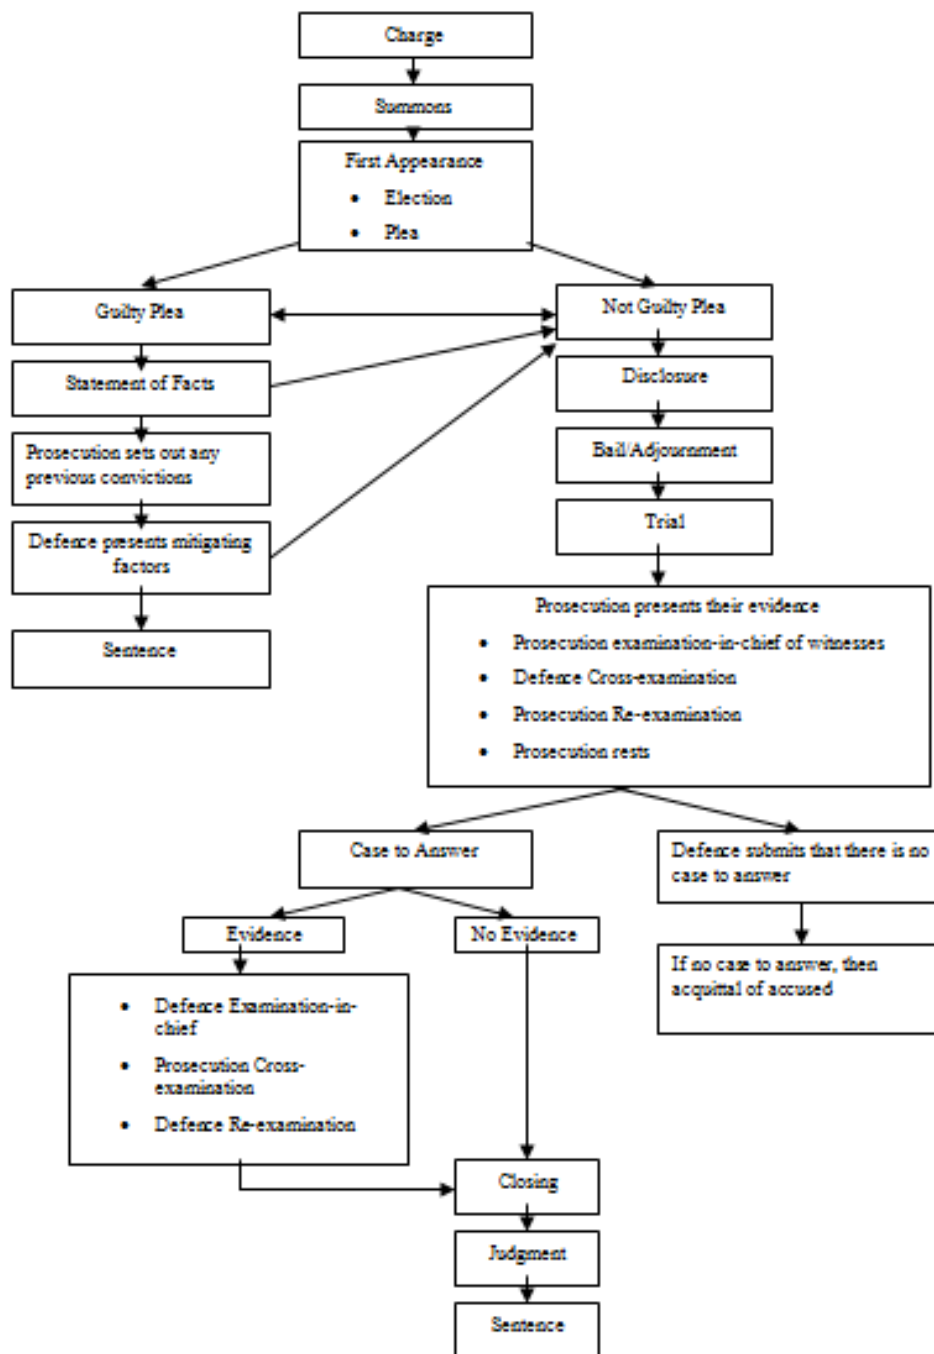 Charge
Summons
First Appearance
• Election
• Plea
Guilty Plea
Not Guilty Plea
Statement of Facts
Disclosure
Prosecution sets out any
previous convictions
Bail/Adjournment
Defence presents mitigating
factors
Trial
Sentence
Prosecution presents their evidence
• Prosecution examination-in-chief of witnesses
• Defence Cross-examination
• Prosecution Re-examination
• Prosecution rests
Case to Answer
Defence submits that there is no
case to answer
Evidence
No Evidence
If no case to answer, then
acquittal of accused
• Defence Examination-in-
chief
• Prosecution Cross-
examination
• Defence Re-examination
Closing
Judgment
Sentence